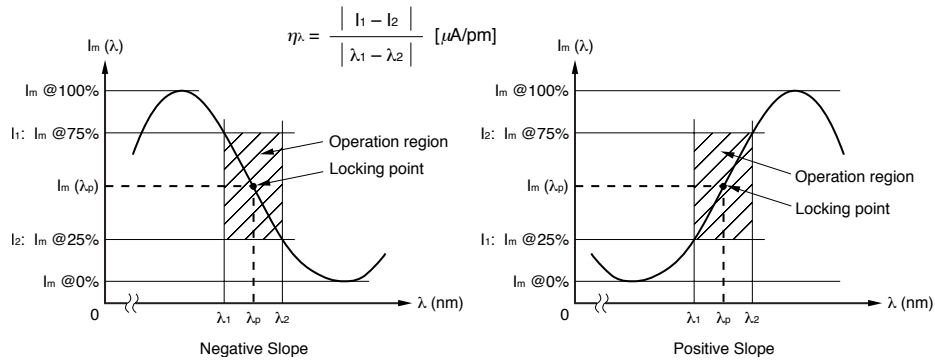 ηλ = | I1 – I2 | / | λ1 – λ2 | [μA/pm]
Im (λ)
Im @100%
I1: Im @75%
Im (λp)
I2: Im @25%
Im @0%
0
λ1 λp λ2
λ (nm)
Operation region
Locking point
Negative Slope
Im (λ)
Im @100%
I2: Im @75%
Im (λp)
I1: Im @25%
Im @0%
0
λ1 λp λ2
λ (nm)
Operation region
Locking point
Positive Slope